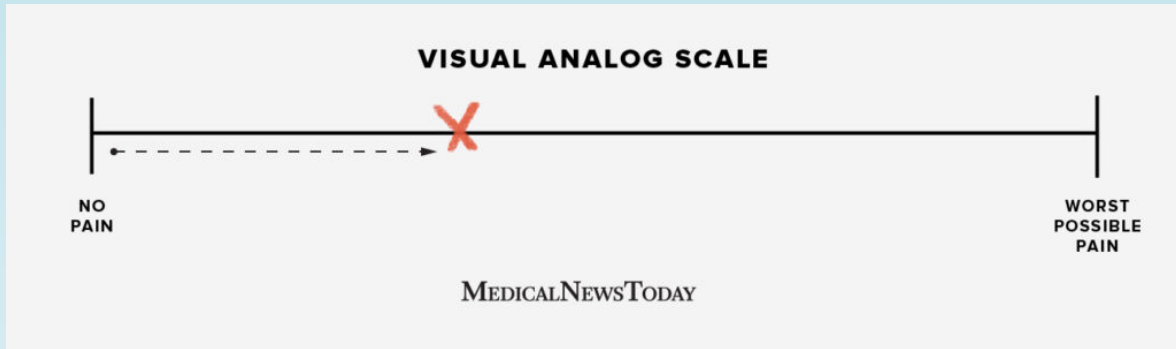 VISUAL ANALOG SCALE
NO
PAIN
WORST
POSSIBLE
PAIN
MEDICALNEWSTODAY